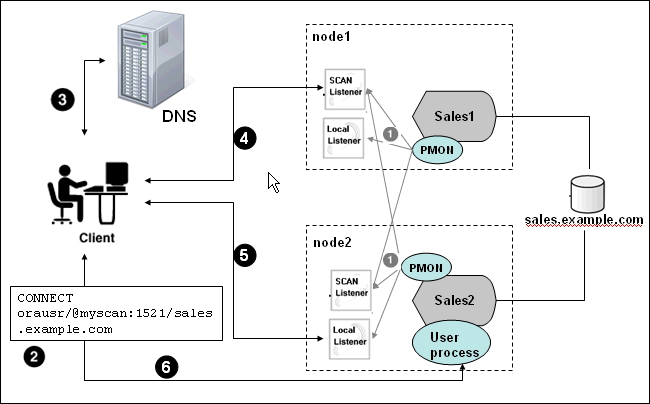 node1
SCAN
Listener
Local
Listener
1
Sales1
PMON
DNS
3
4
Client
sales.example.com
5
node2
1
PMON
SCAN
Listener
Sales2
Local
Listener
User
process
CONNECT
orausr/@myscan:1521/sales
.example.com
2
6